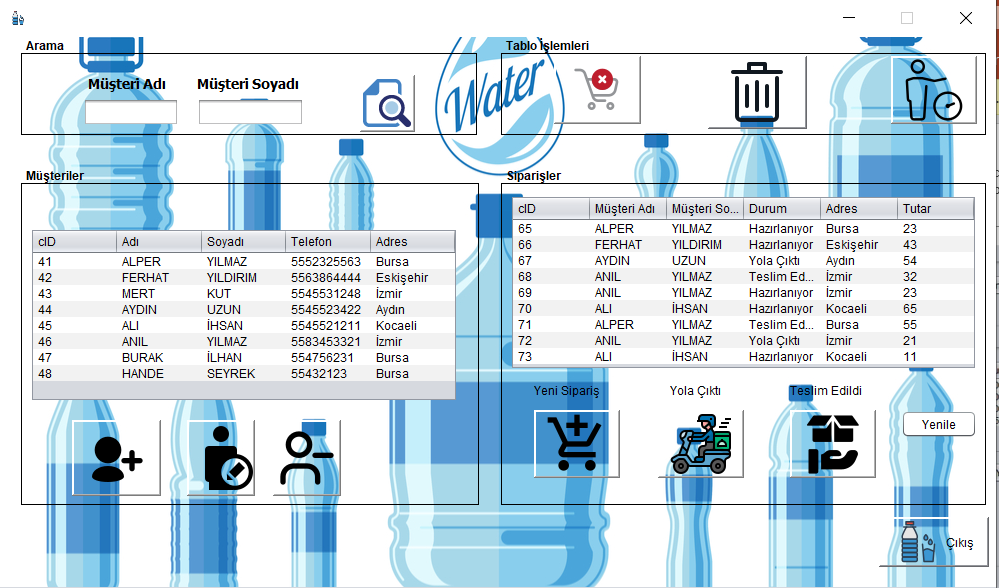 Arama
Müşteri Adı Müşteri Soyadı
Water
Tablo İşlemleri
Müşteriler
cID Adı Soyadı Telefon Adres
41 ALPER YILMAZ 5552325563 Bursa
42 FERHAT YILDIRIM 5563864444 Eskişehir
43 MERT KUT 5545531248 İzmir
44 AYDIN UZUN 5545523422 Aydın
45 ALI İHSAN 5545521211 Kocaeli
46 ANIL YILMAZ 5583453321 İzmir
47 BURAK İLHAN 554756231 Bursa
48 HANDE SEYREK 55432123 Bursa
Siparişler
cID Müşteri Adı Müşteri So... Durum Adres Tutar
65 ALPER YILMAZ Hazırlanıyor Bursa 23
66 FERHAT YILDIRIM Hazırlanıyor Eskişehir 43
67 AYDIN UZUN Yola Çıktı Aydın 54
68 ANIL YILMAZ Teslim Ed... İzmir 32
69 ANIL YILMAZ Hazırlanıyor İzmir 23
70 ALI İHSAN Hazırlanıyor Kocaeli 65
71 ALPER YILMAZ Teslim Ed... Bursa 55
72 ANIL YILMAZ Yola Çıktı İzmir 21
73 ALI İHSAN Hazırlanıyor Kocaeli 11
Yeni Sipariş Yola Çıktı Teslim Edildi
Yenile
Çıkış